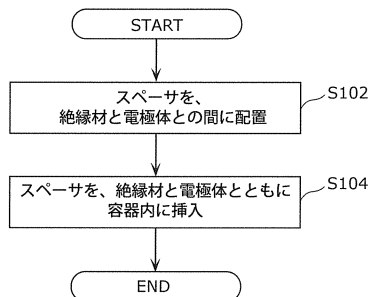 START
スペーサを、
絶縁材と電極体との間に配置
S102
スペーサを、絶縁材と電極体とともに
容器内に挿入
S104
END